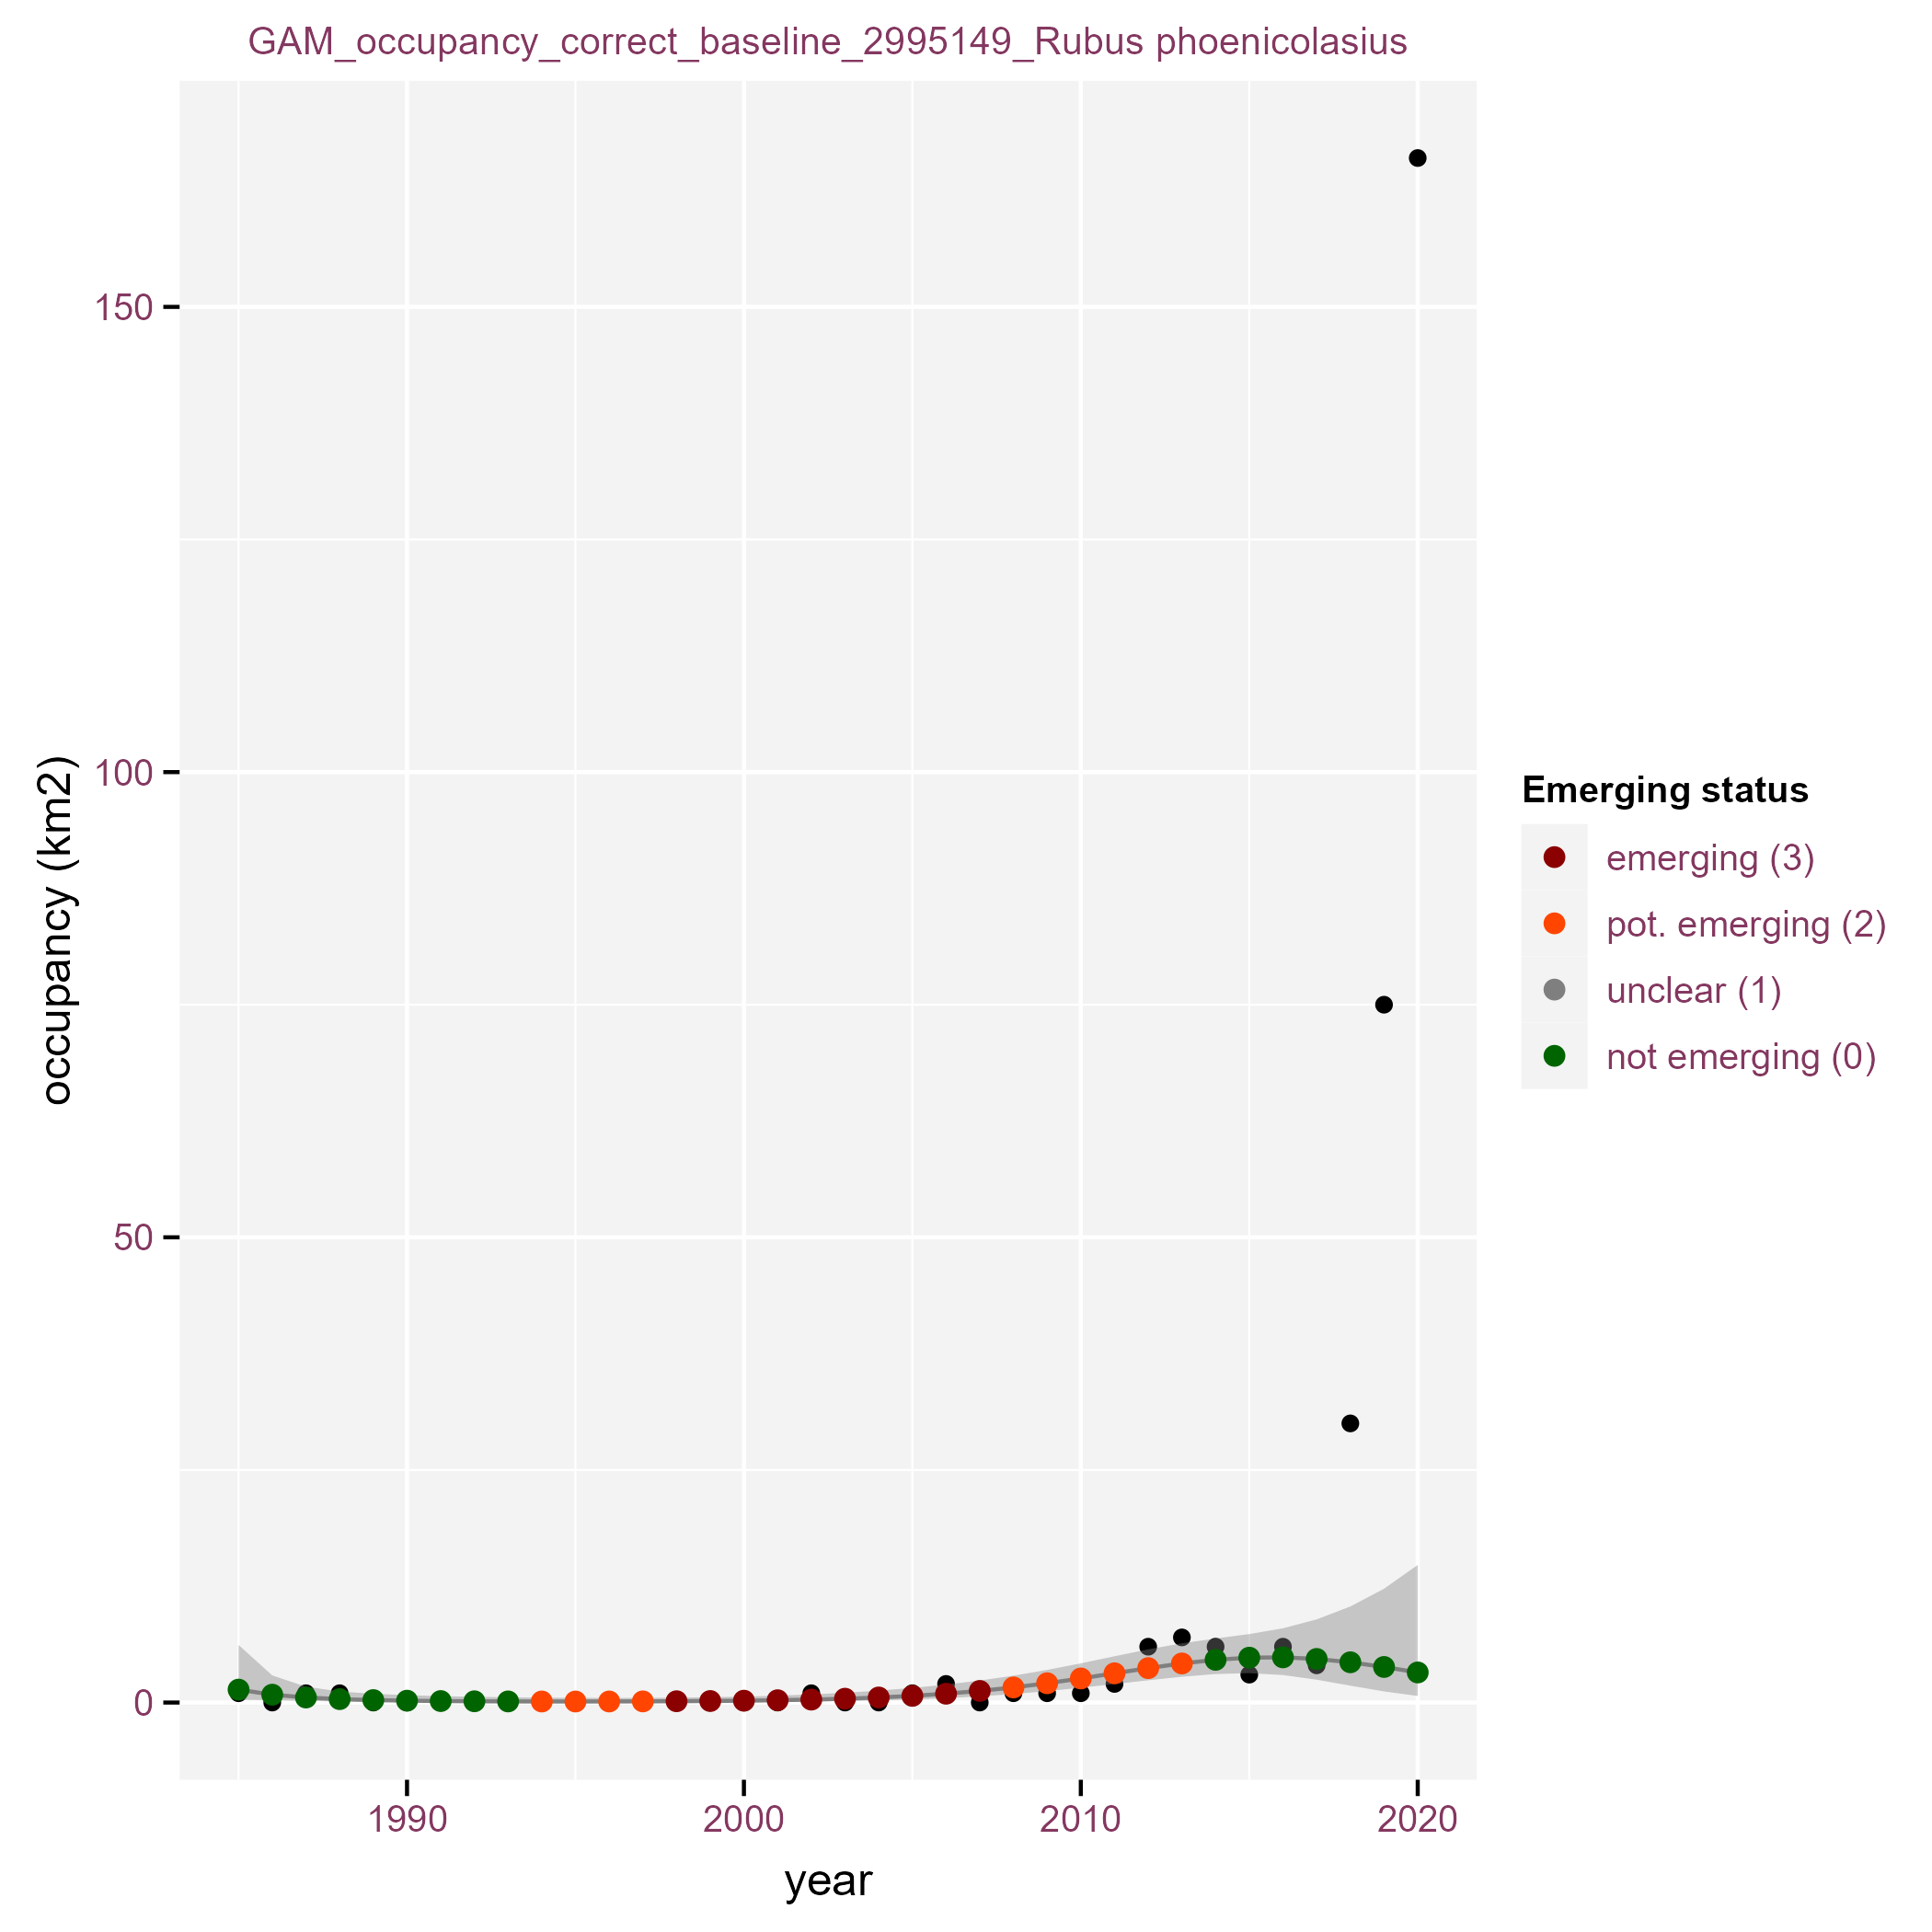 GAM_occupancy_correct_baseline_2995149_Rubus phoenicolasius
150
100
50
0
occupancy (km2)
1990
2000
2010
2020
year
Emerging status
emerging (3)
pot. emerging (2)
unclear (1)
not emerging (0)